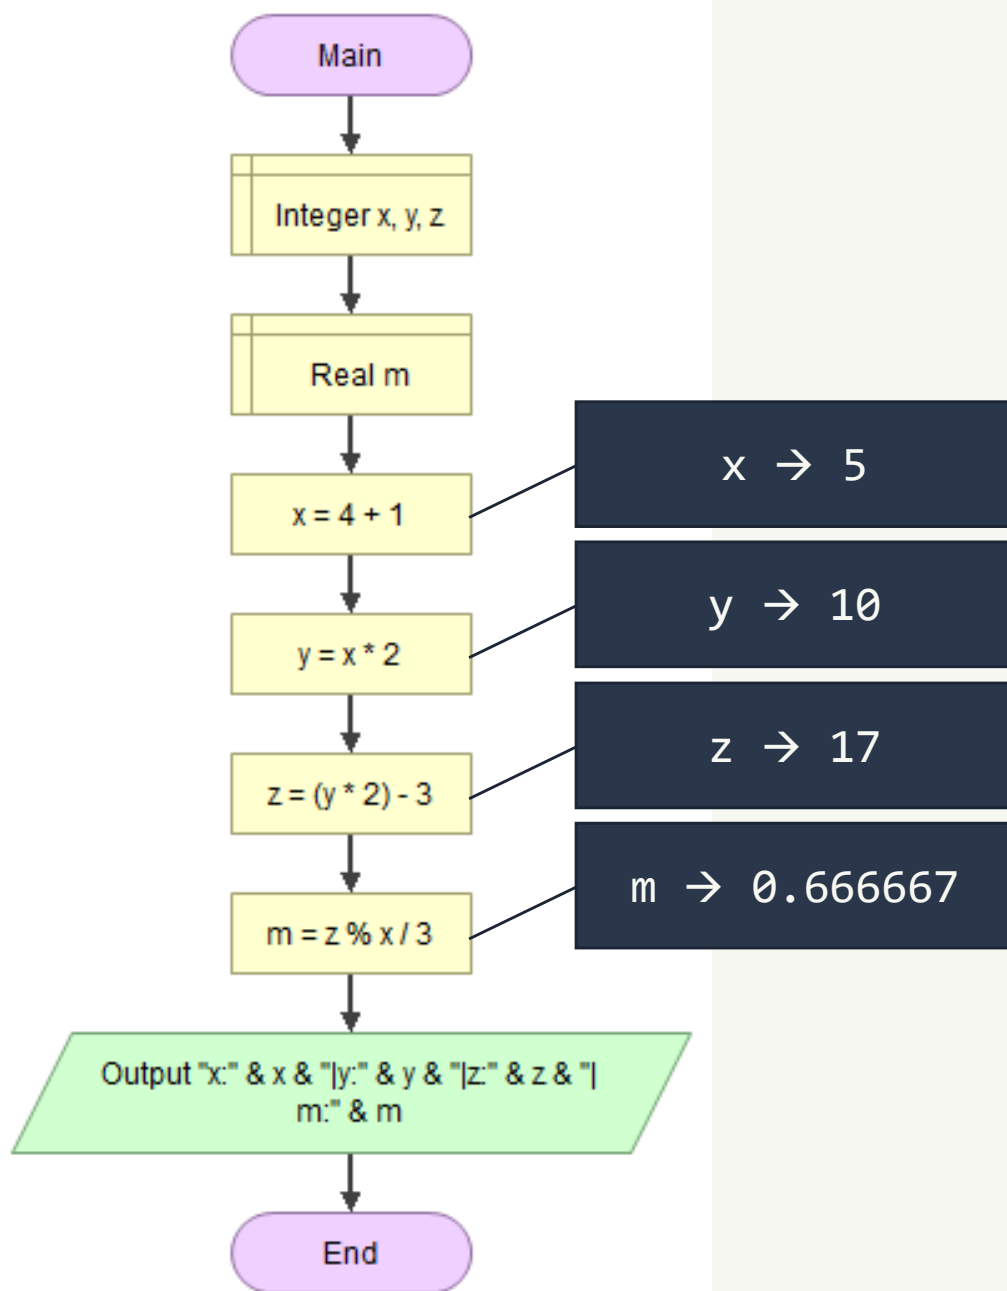 Main
Integer x, y, z
Real m
x = 4 + 1
x → 5
y = x * 2
y → 10
z = (y * 2) - 3
z → 17
m = z % x / 3
m → 0.666667
Output "x:" & x & "|y:" & y & "|z:" & z & "|
m:" & m
End